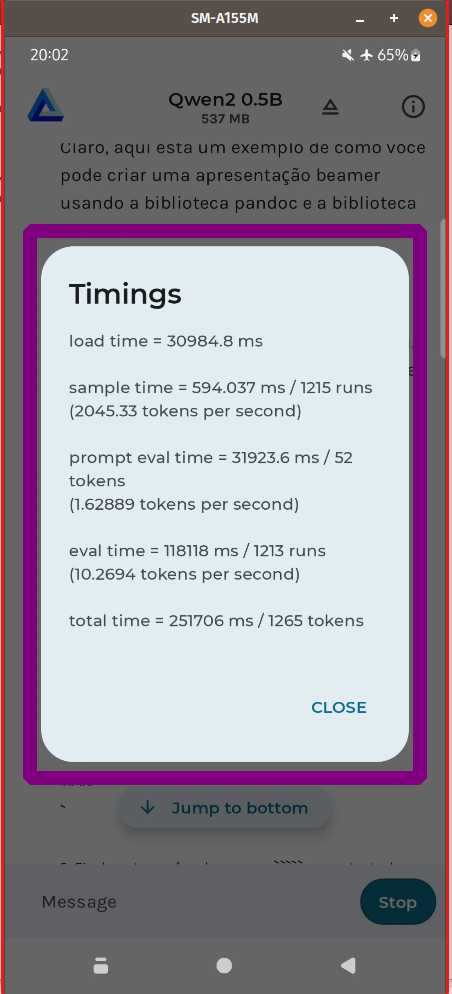 SM-A155M
20:02
65%
Qwen2 0.5B
537 MB
Claro, aqui está um exemplo de como você
pode criar uma apresentação beamer
usando a biblioteca pandoc e a biblioteca
Timings
load time = 30984.8 ms
sample time = 594.037 ms / 1215 runs
(2045.33 tokens per second)
prompt eval time = 31923.6 ms / 52
tokens
(1.62889 tokens per second)
eval time = 118118 ms / 1213 runs
(10.2694 tokens per second)
total time = 251706 ms / 1265 tokens
CLOSE
Jump to bottom
Message
Stop